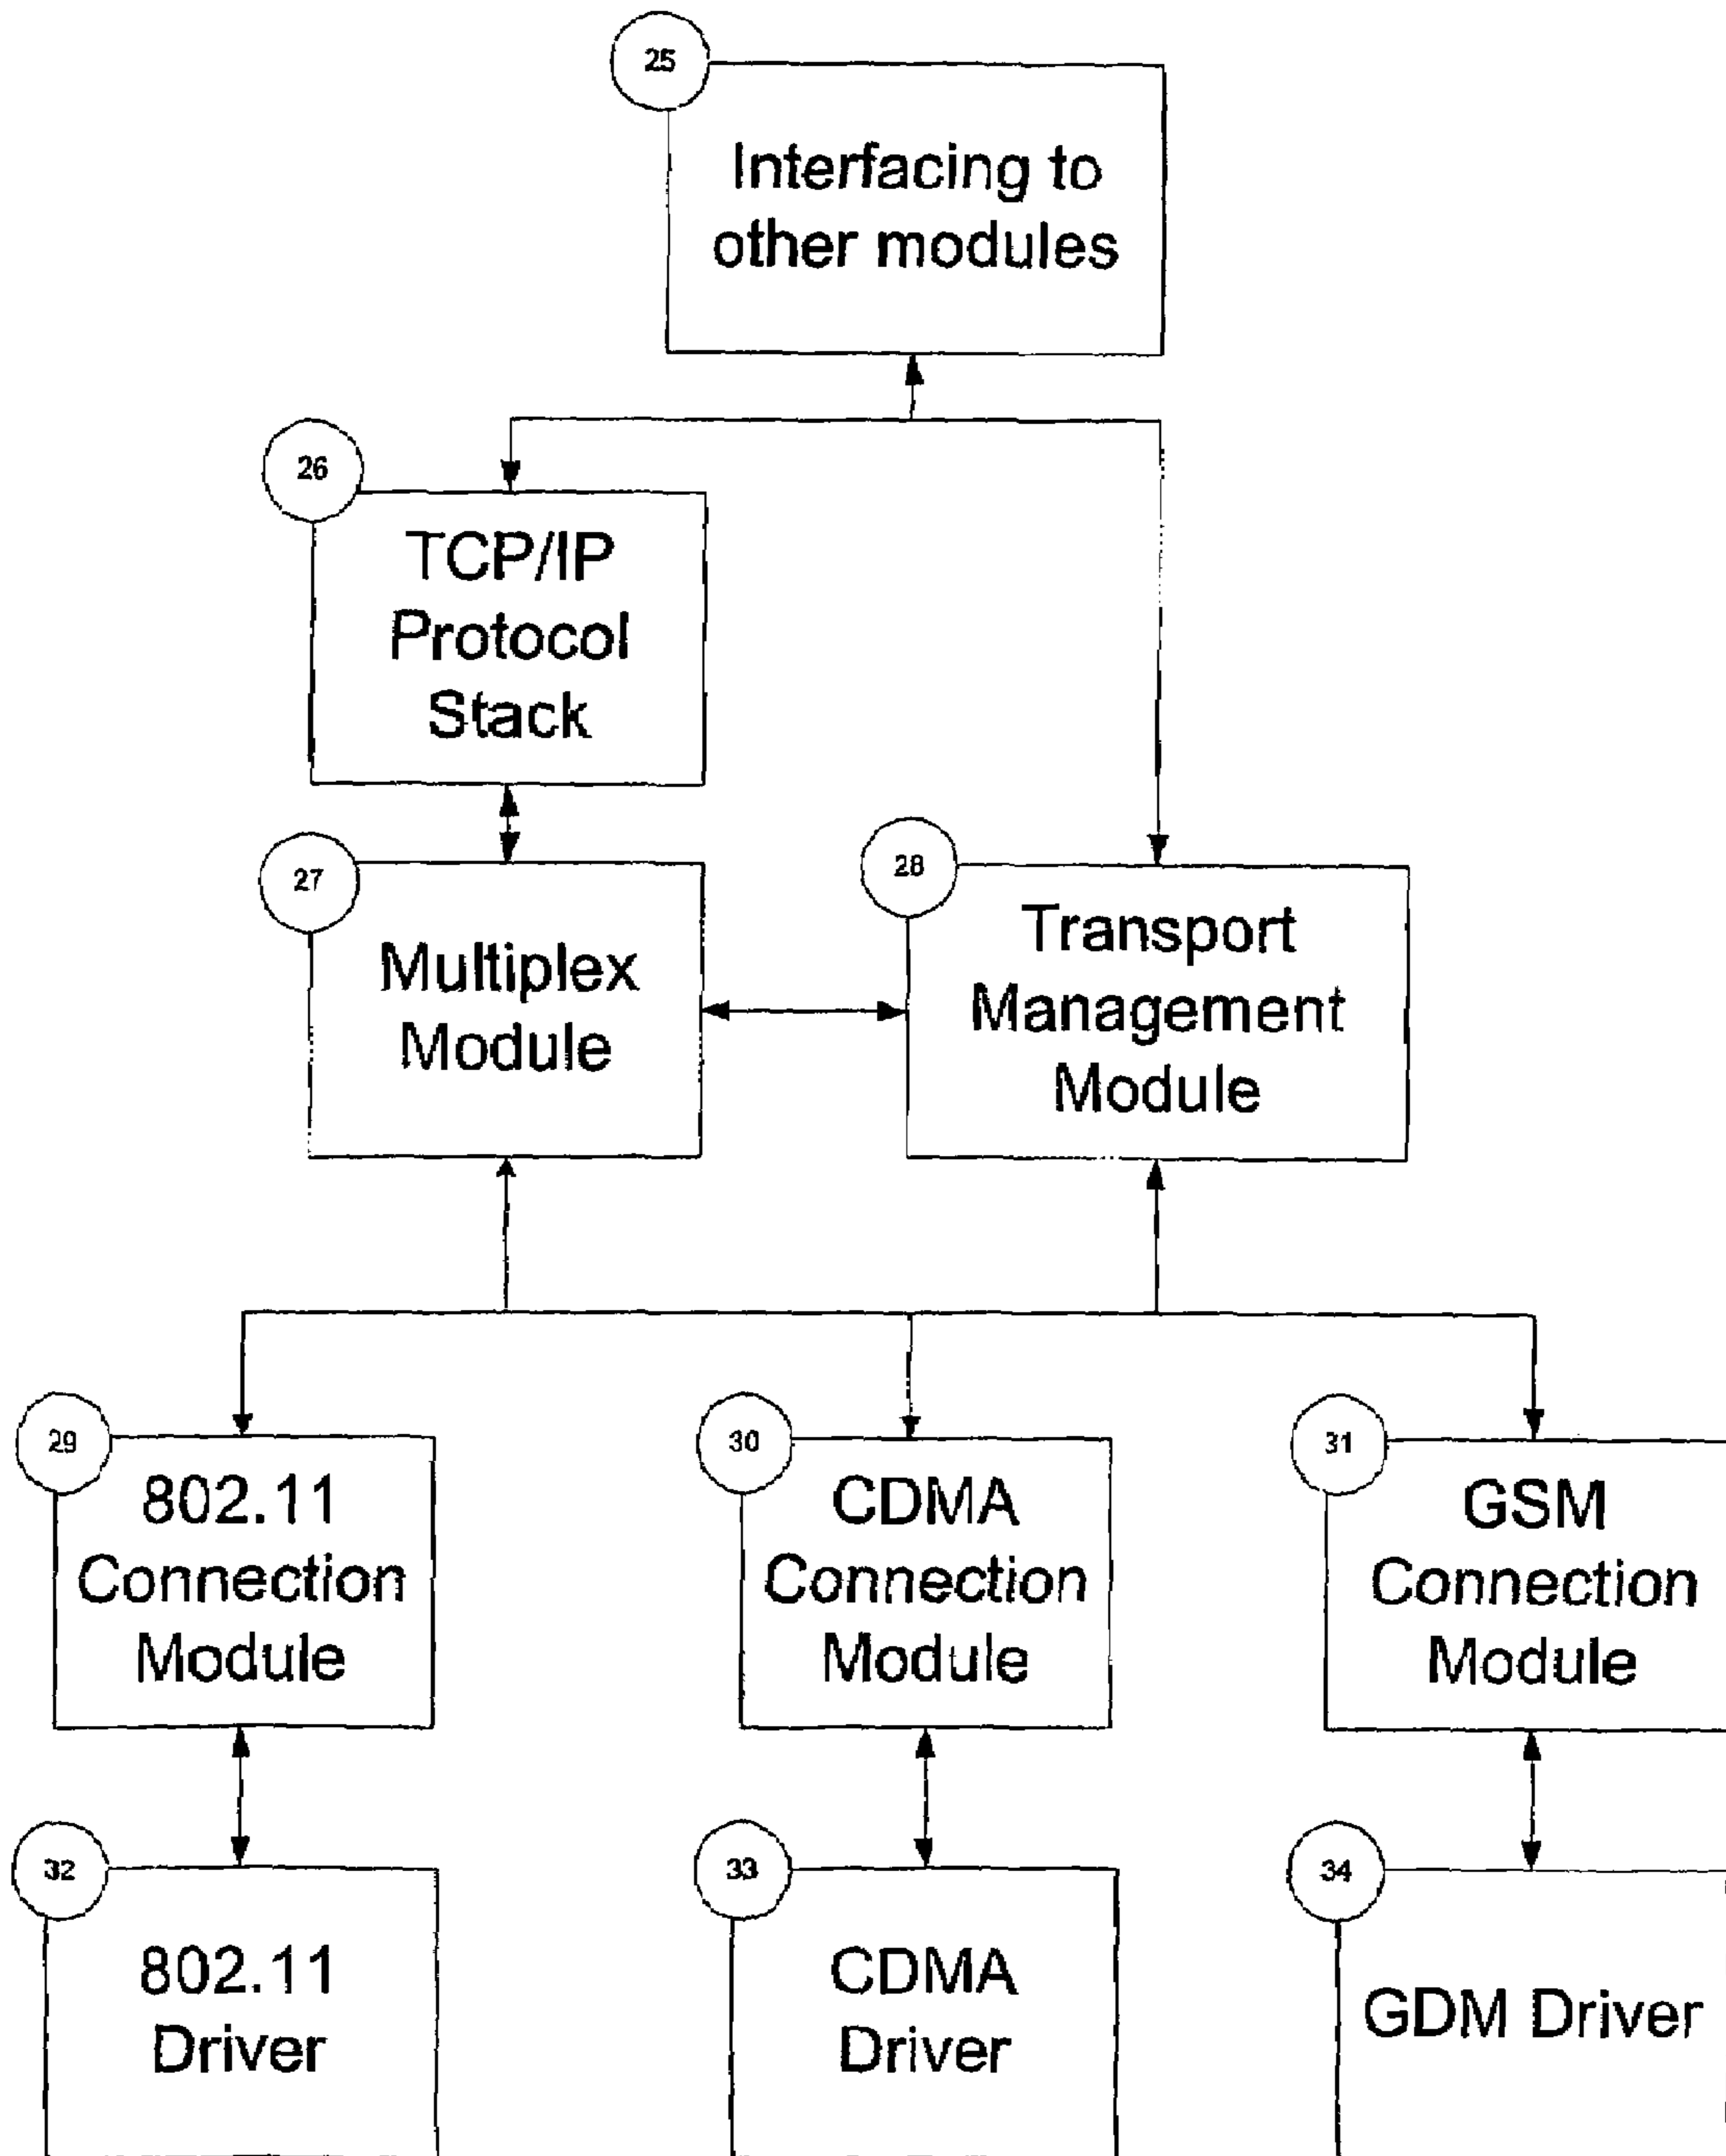 25
Interfacing to
other modules
26
TCP/IP
Protocol
Stack
27
Multiplex
Module
28
Transport
Management
Module
29
802.11
Connection
Module
30
CDMA
Connection
Module
31
GSM
Connection
Module
32
802.11
Driver
33
CDMA
Driver
34
GDM Driver